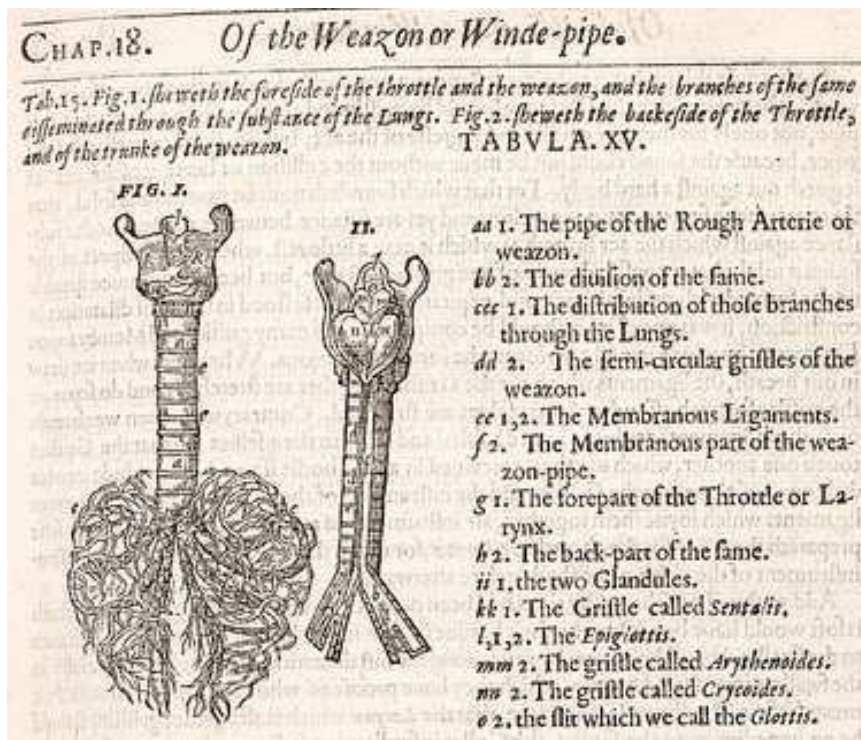 CHAP.18. Of the Weazon or Winde-pipe.
Tab.15. Fig.1. ſheweth the foreſide of the throttle and the weazon, and the branches of the ſame
diſſeminated through the ſubſtance of the Lungs. Fig.2. ſheweth the backeſide of the Throttle,
and of the trunke of the weazon. TABVLA. XV.
FIG. I.
II.
aa 1. The pipe of the Rough Arterie or
weazon.
bb 2. The diuiſion of the ſame.
ccc 1. The diſtribution of thoſe branches
through the Lungs.
dd 2. The ſemi-circular griſtles of the
weazon.
ee 1,2. The Membranous Ligaments.
f 2. The Membranous part of the wea-
zon-pipe.
g 1. The forepart of the Throttle or La-
rynx.
h 2. The back-part of the ſame.
ii 1. the two Glandules.
kk 1. The Griſtle called Scutalis.
l,1,2. The Epiglottis.
mm 2. The griſtle called Arythenoides.
nn 2. The griſtle called Crycoides.
o 2. the ſlit which we call the Glottis.